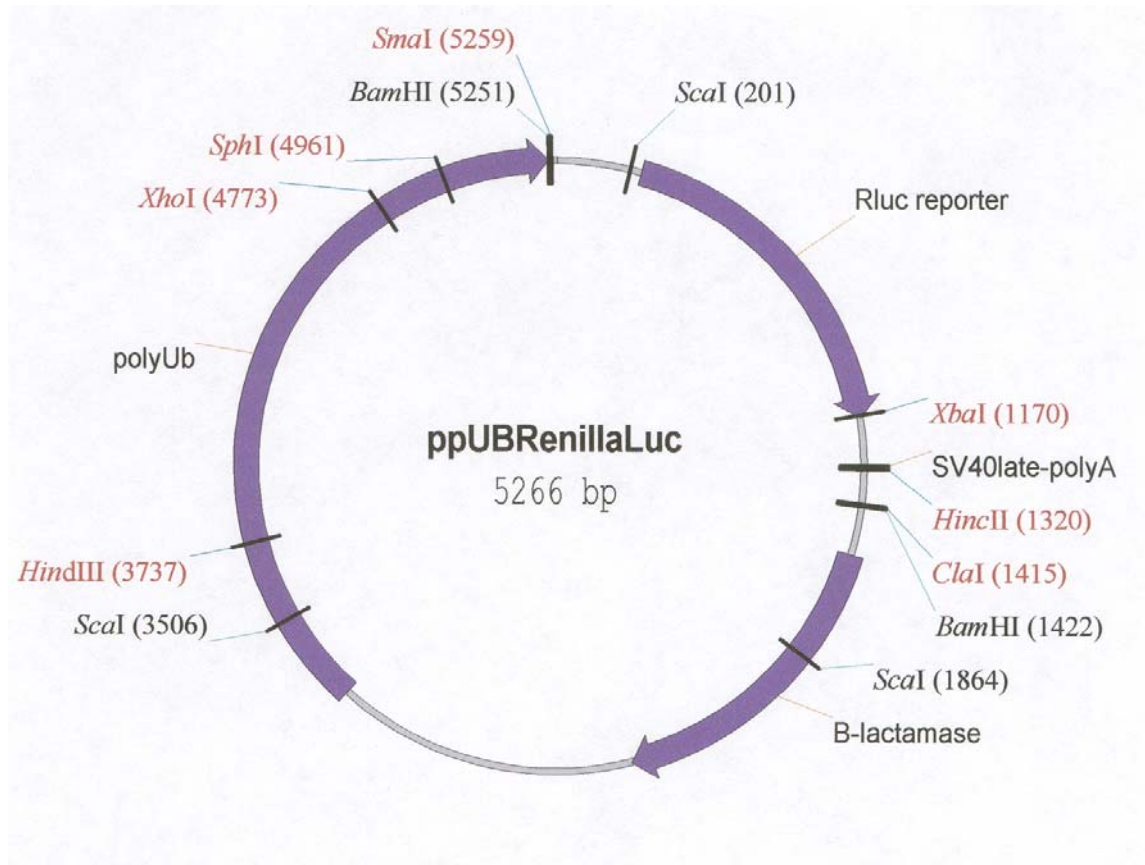 SmaI (5259)
BamHI (5251)
ScaI (201)
SphI (4961)
XhoI (4773)
Rluc reporter
polyUb
XbaI (1170)
ppUBRenillaLuc
SV40late-polyA
5266 bp
HincII (1320)
HindIII (3737)
ClaI (1415)
ScaI (3506)
BamHI (1422)
ScaI (1864)
B-lactamase